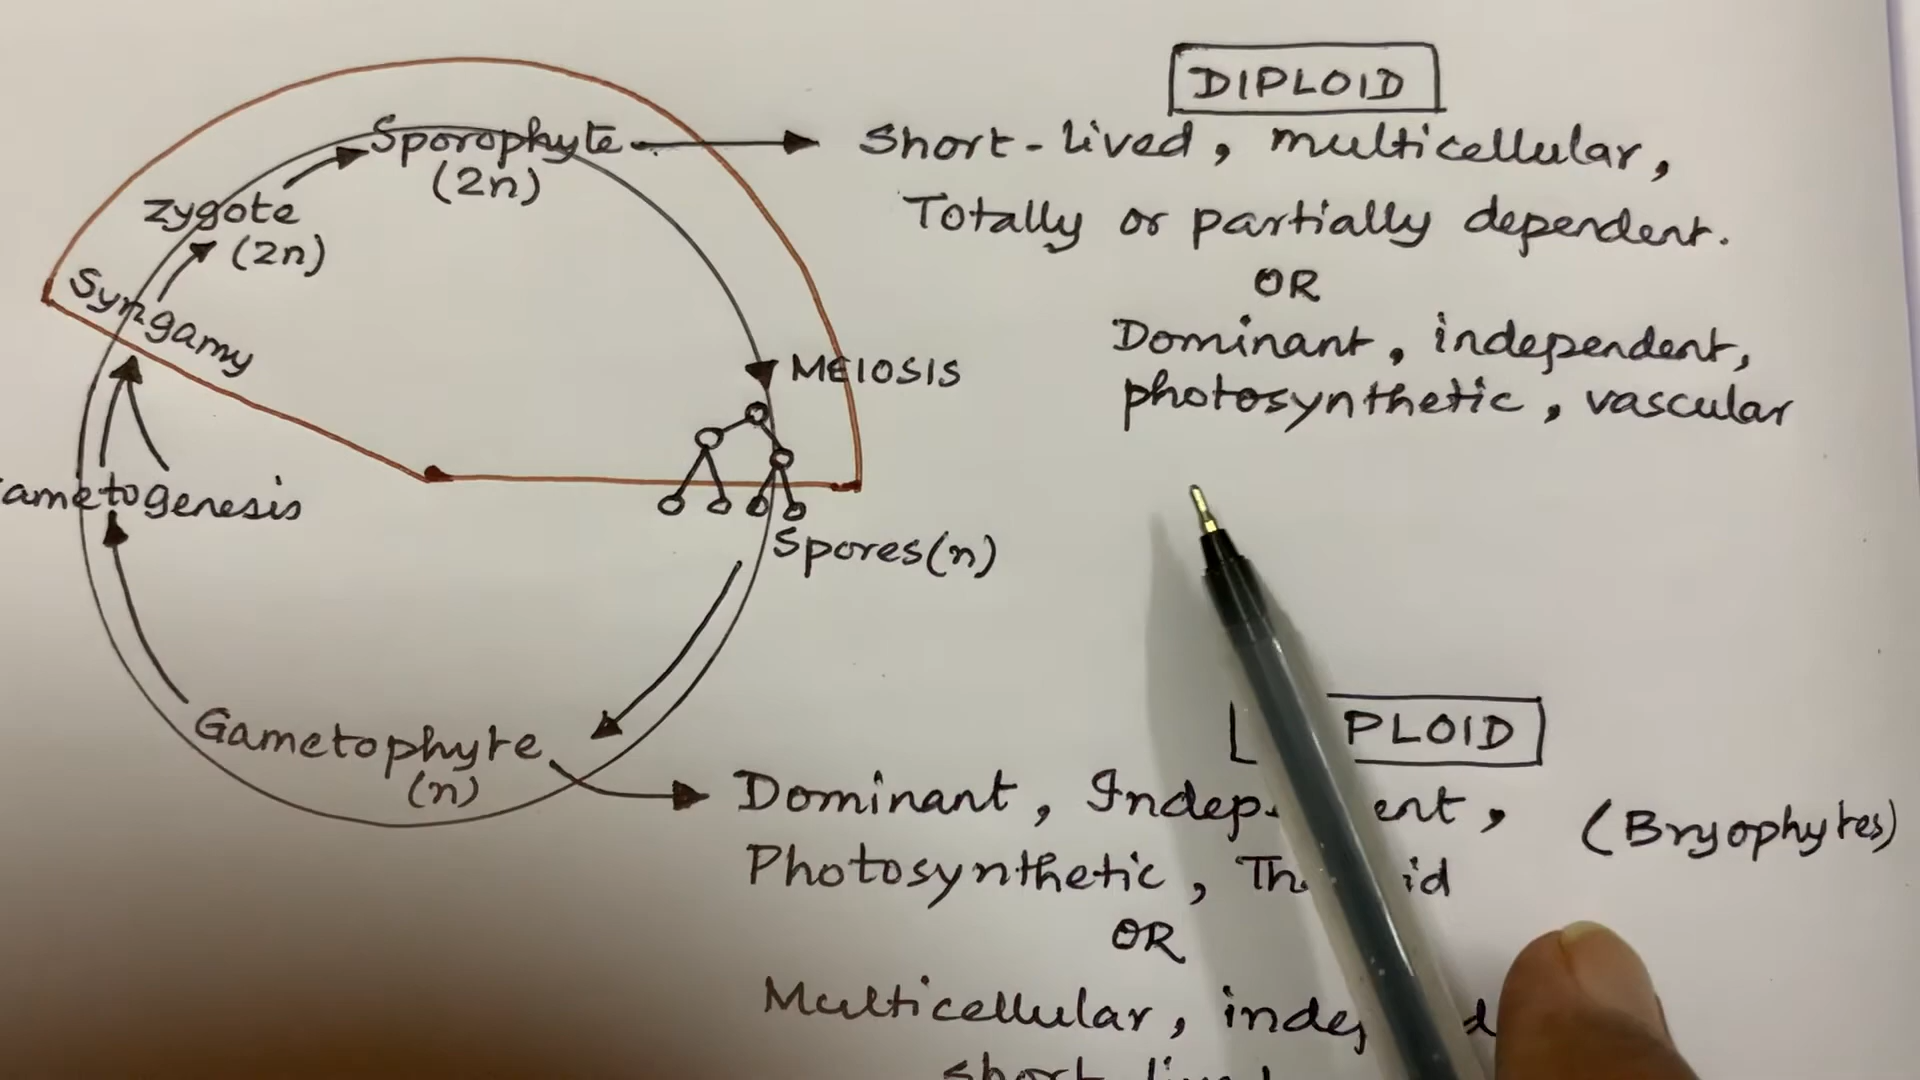 DIPLOID
Sporophyte
(2n)
Short-lived, multicellular,
Totally or partially dependent.
OR
Dominant, independent,
photosynthetic, vascular
Zygote
(2n)
Syngamy
MEIOSIS
ametogenesis
Spores(n)
Gametophyte
(n)
PLOID
Dominant, Indep ent,
(Bryophytes)
Photosynthetic, Th id
OR
Multicellular, inde d